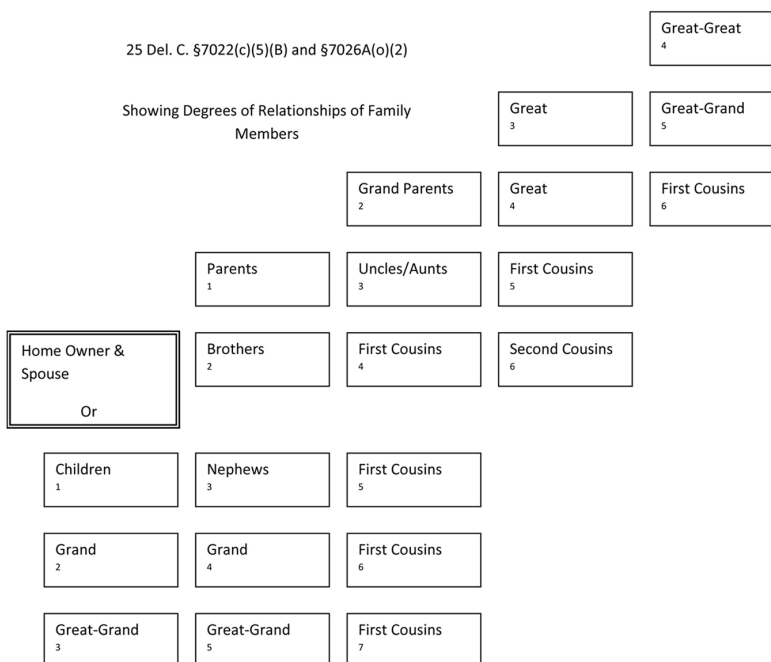 Great-Great
4
25 Del. C. §7022(c)(5)(B) and §7026A(o)(2)
Showing Degrees of Relationships of Family
Members
Great
3
Great-Grand
5
Grand Parents
2
Great
4
First Cousins
6
Parents
1
Uncles/Aunts
3
First Cousins
5
Home Owner &
Spouse
Or
Brothers
2
First Cousins
4
Second Cousins
6
Children
1
Nephews
3
First Cousins
5
Grand
2
Grand
4
First Cousins
6
Great-Grand
3
Great-Grand
5
First Cousins
7